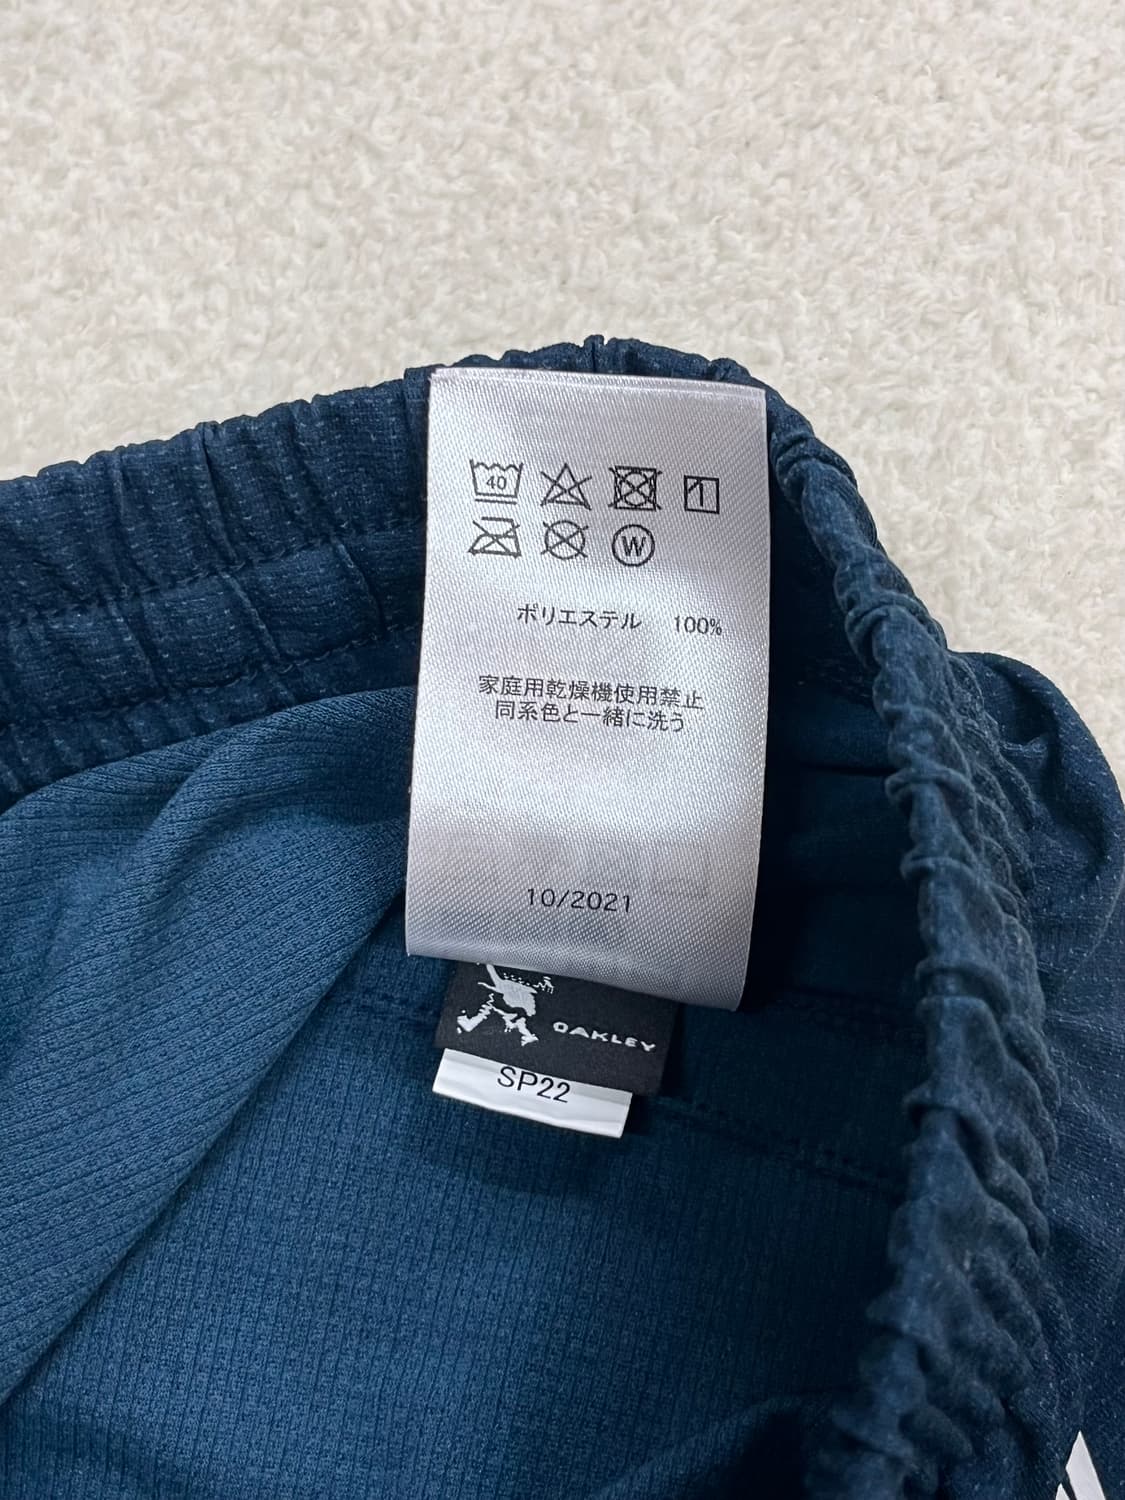 40
W
ポリエステル 100%
家庭用乾燥機使用禁止
同系色と一緒に洗う
10/2021
OAKLEY
SP22